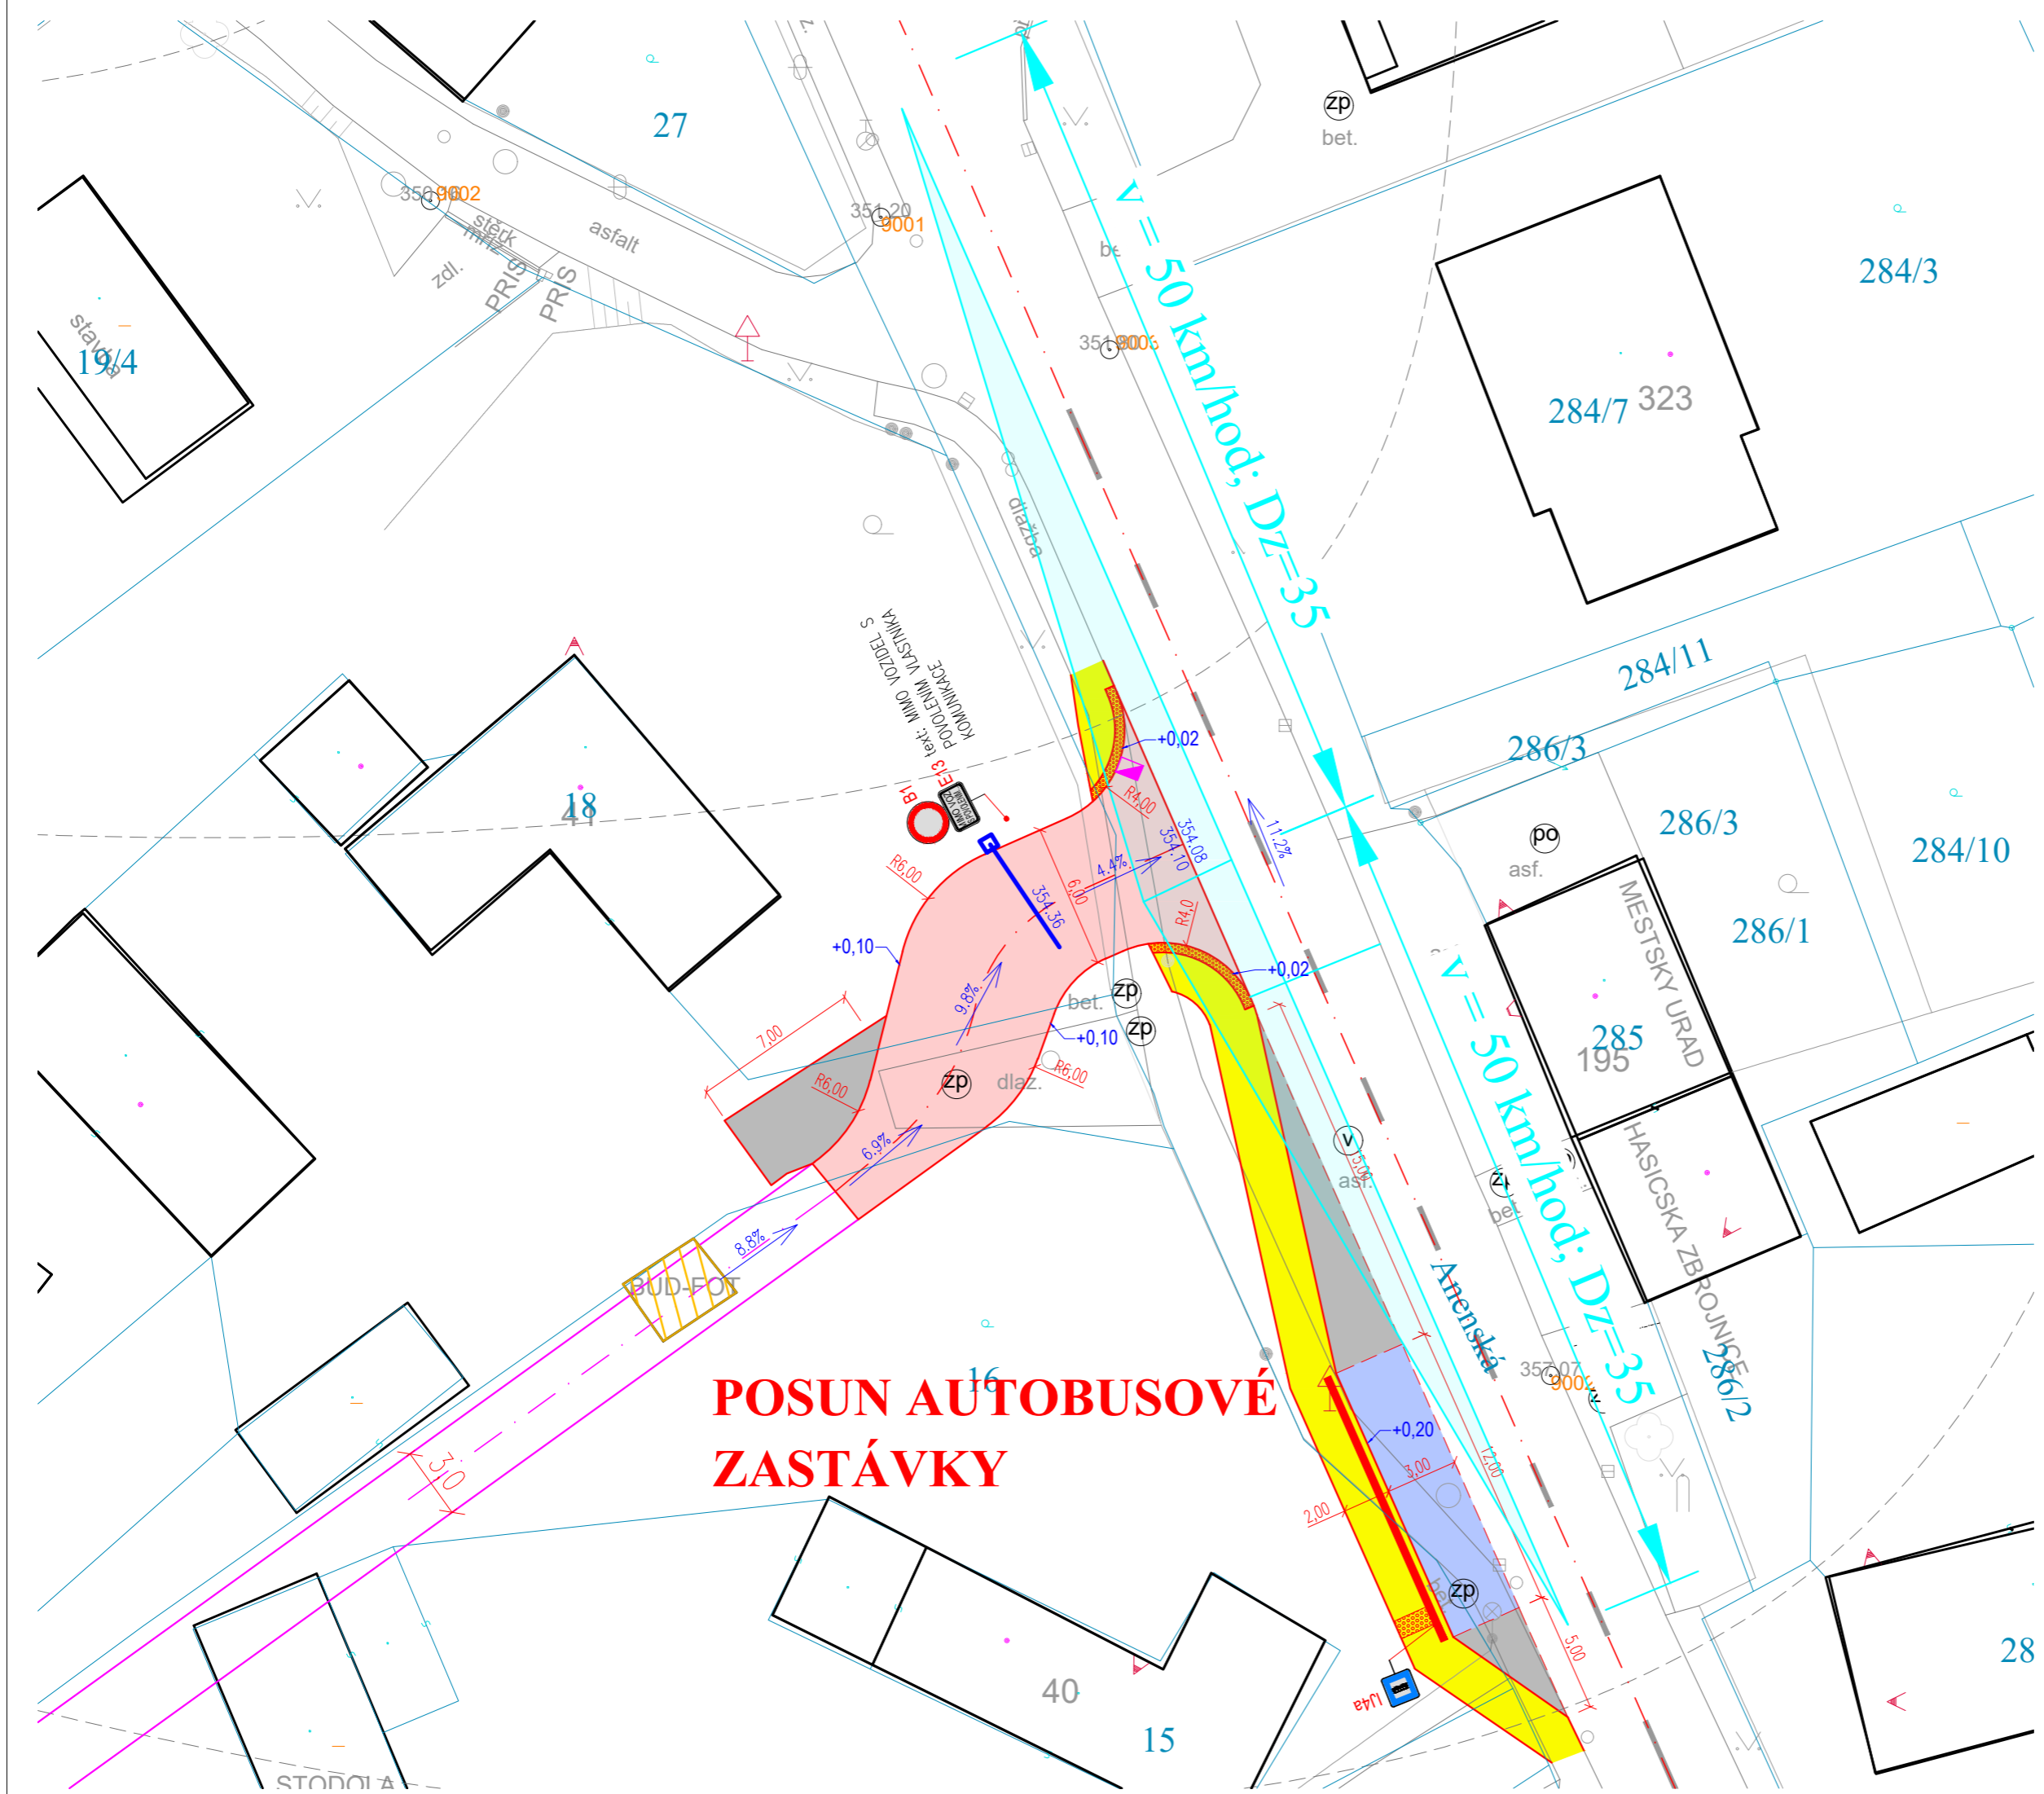 27
zp
bet.
350
9002
351.20
9001
stěrk
mříž
asfalt
zdl.
PRIS
PR S
284/3
v = 50 km/hod; Dz=35
stavba
19/4
284/7
323
dlažba
284/11
286/3
286/3
284/10
text: MIMO VOZIDEL S
POVOLENÍM VLASTNÍKA
KOMUNIKACE
B1
E13
+0,02
R4,00
18
41
po
asf.
354.08
354.10
11.2%
4.4%
6,00
R6,00
354.36
R4,0
MESTSKY URAD
286/1
+0,10
+0,02
9.8%
bet.
zp
zp
+0,10
v = 50 km/hod; Dz=35
285
195
7,00
R6,00
zp
dlaz.
R6,00
v
asf.
6.9%
HASICSKA ZBROJNICE
bet.
8.8%
BUD-FOT
Anenská
357.07
286/2
16
POSUN AUTOBUSOVÉ
ZASTÁVKY
+0,20
3,0
3,00
12,00
2,00
zp
5,00
IJ4a
40
15
28
STODOLA